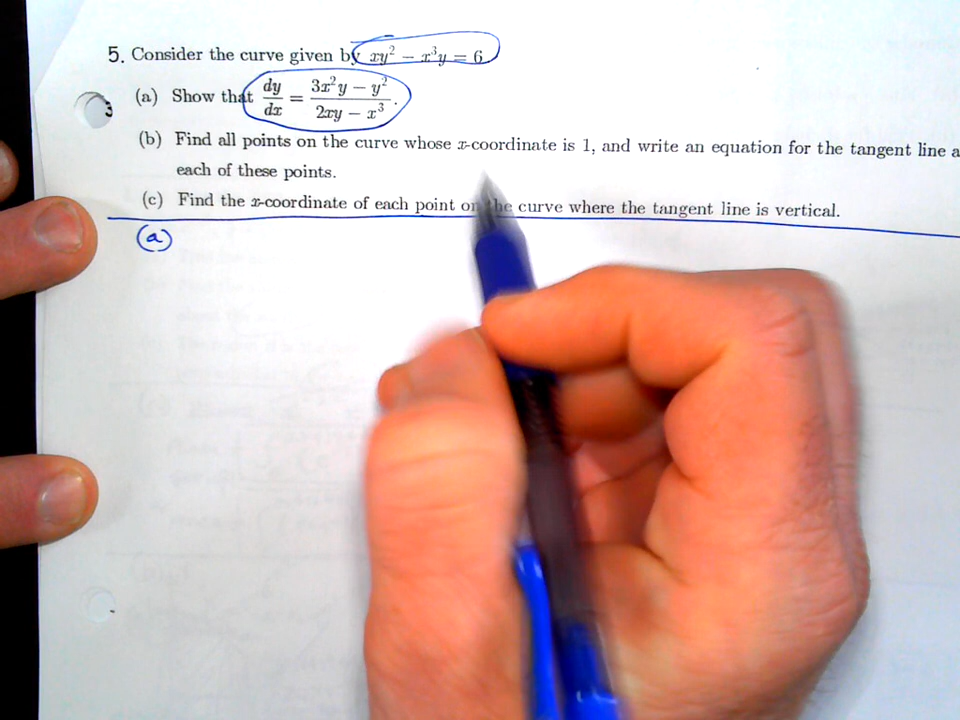 5. Consider the curve given by xy² − x³y = 6
(a) Show that dy/dx = (3x²y − y²)/(2xy − x³).
(b) Find all points on the curve whose x-coordinate is 1, and write an equation for the tangent line
each of these points.
(c) Find the x-coordinate of each point on the curve where the tangent line is vertical.
(a)